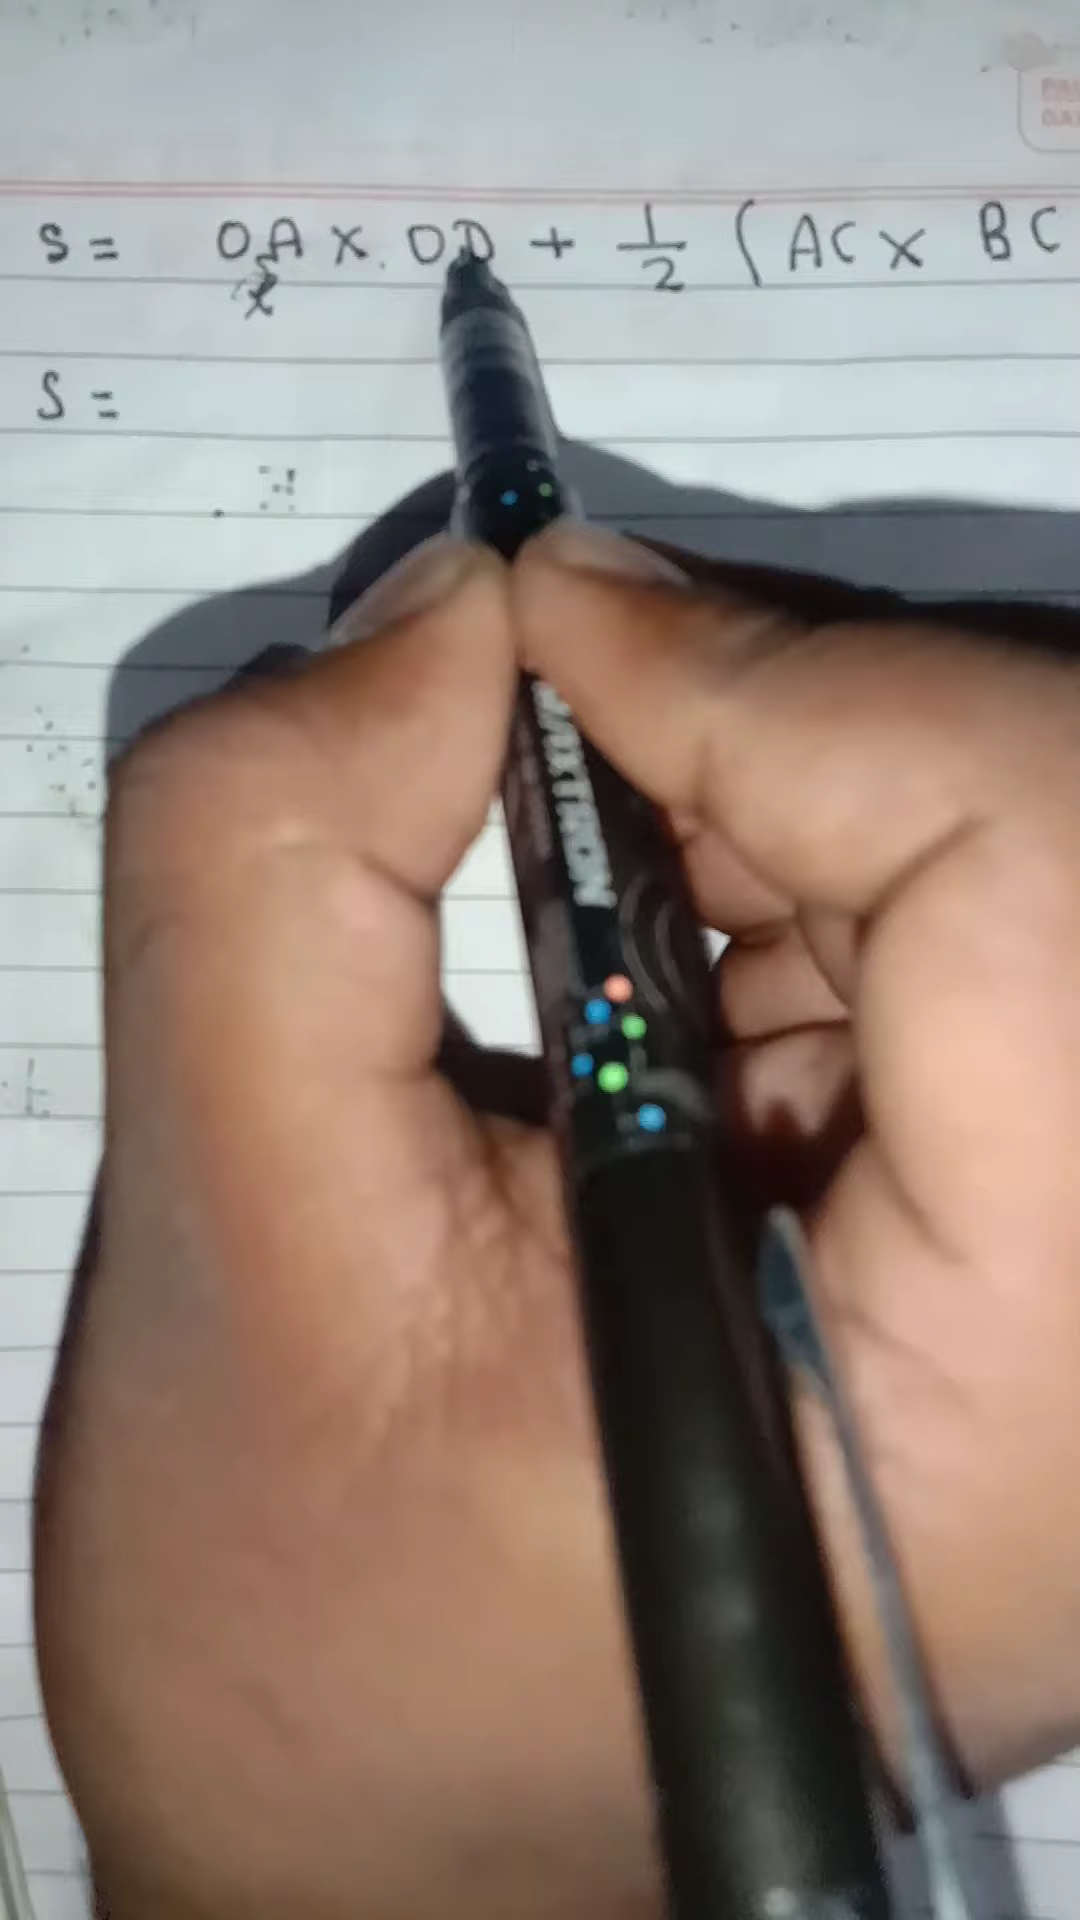 S = OA x. OD + 1/2 ( AC x BC
S =